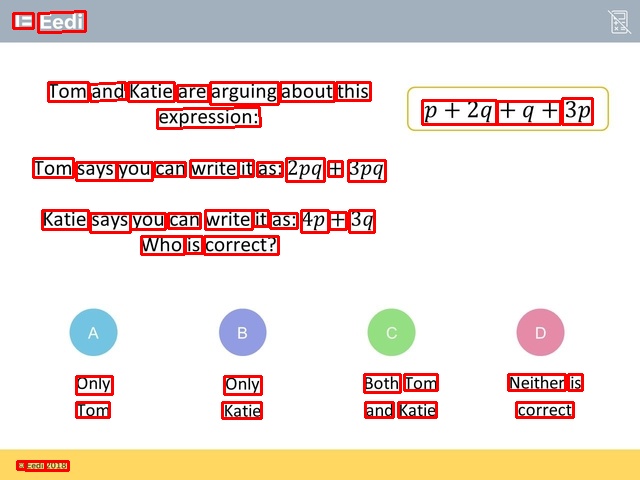 Eedi
Tom and Katie are arguing about this
expression:
p + 2q + q + 3p
Tom says you can write it as: 2pq + 3pq
Katie says you can write it as: 4p + 3q
Who is correct?
A
B
C
D
Only
Tom
Only
Katie
Both Tom
and Katie
Neither is
correct
© Eedi 2018